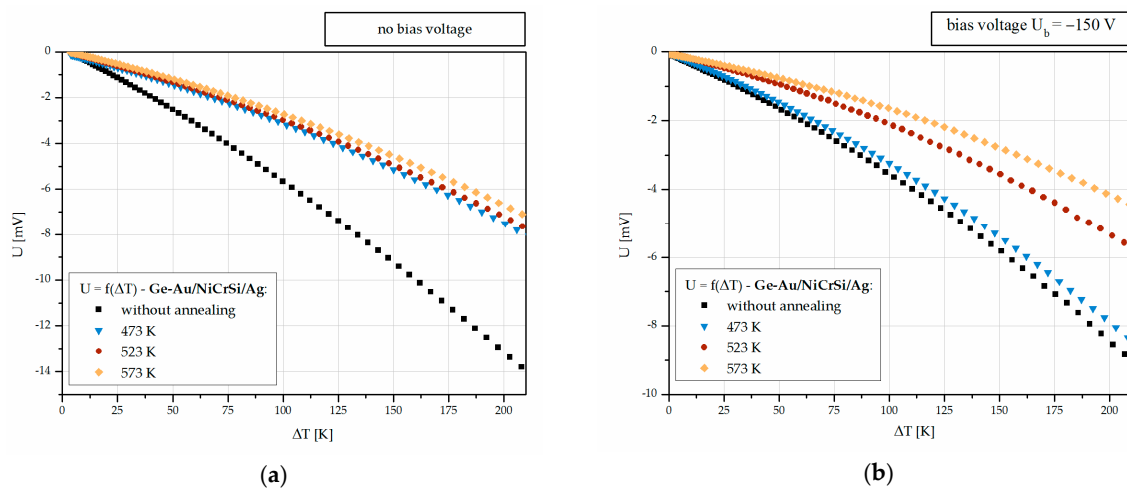 no bias voltage
0
-2
-4
-6
-8
-10
-12
-14
U [mV]
U = f(ΔT) - Ge-Au/NiCrSi/Ag:
without annealing
473 K
523 K
573 K
0 25 50 75 100 125 150 175 200
ΔT [K]
(a)
bias voltage U_b = −150 V
0
-2
-4
-6
-8
-10
U [mV]
U = f(ΔT) - Ge-Au/NiCrSi/Ag:
without annealing
473 K
523 K
573 K
0 25 50 75 100 125 150 175 200
ΔT [K]
(b)